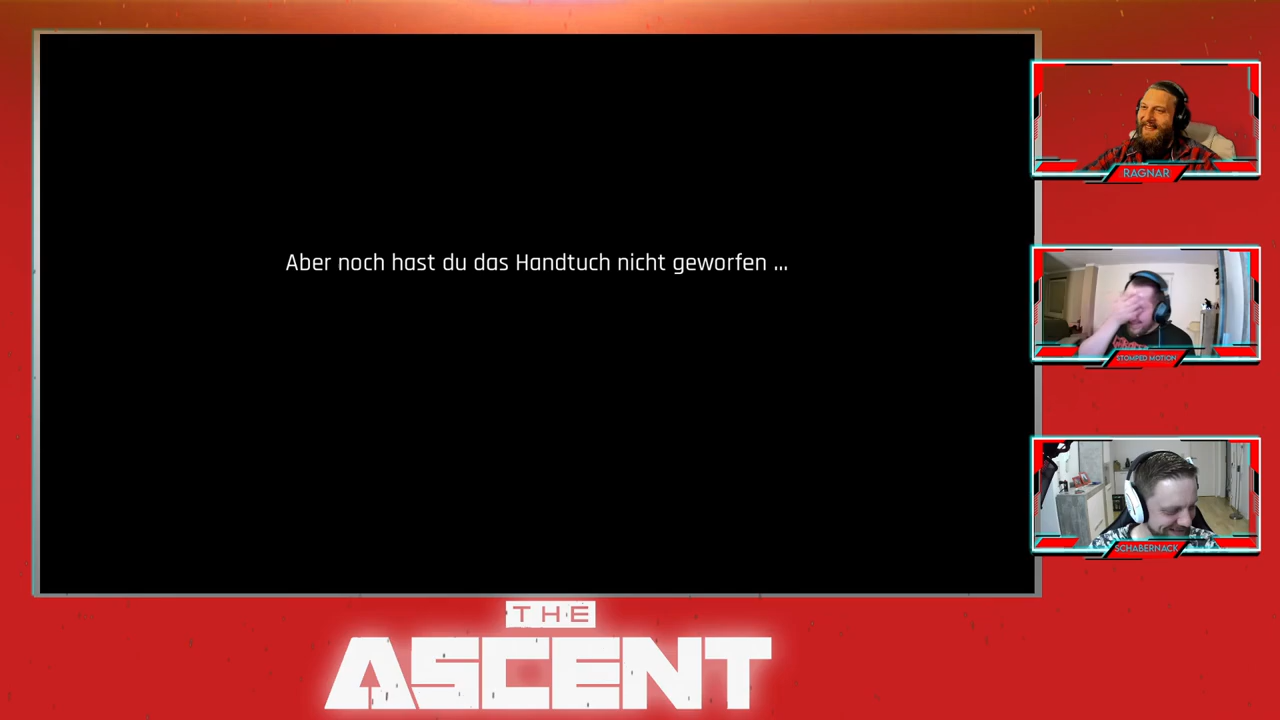 Aber noch hast du das Handtuch nicht geworfen ...
RAGNAR
STOMPED MOTION
SCHABERNACK
THE
ASCENT